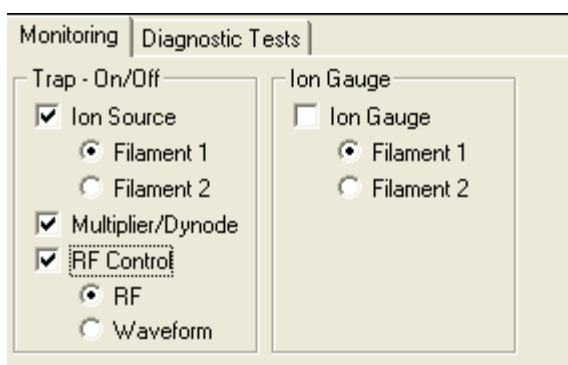 Monitoring
Diagnostic Tests
Trap - On/Off
Ion Source
Filament 1
Filament 2
Multiplier/Dynode
RF Control
RF
Waveform
Ion Gauge
Ion Gauge
Filament 1
Filament 2